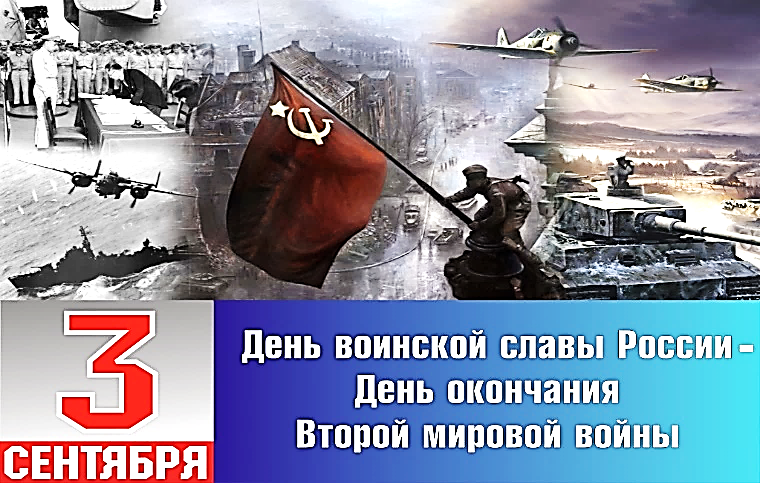 3
СЕНТЯБРЯ
День воинской славы России -
День окончания
Второй мировой войны